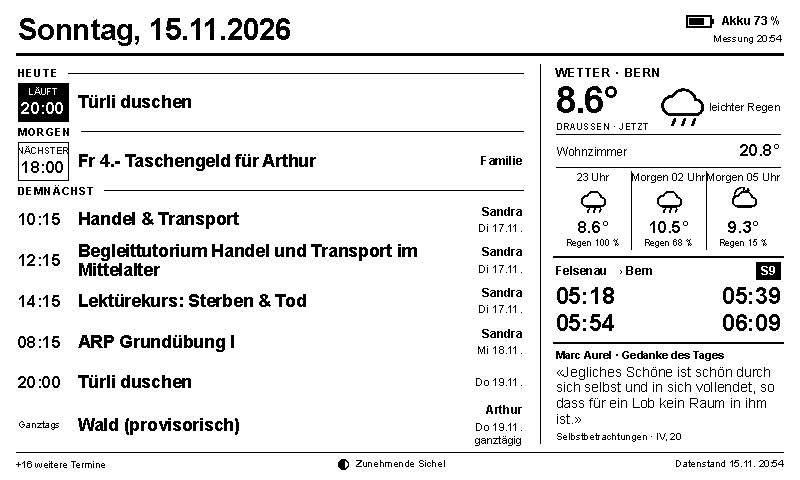 Sonntag, 15.11.2026
Akku 73 %
Messung 20:54
HEUTE
LÄUFT
20:00
Türli duschen
MORGEN
NÄCHSTER
18:00
Fr 4.- Taschengeld für Arthur
Familie
DEMNÄCHST
10:15
Handel & Transport
Sandra
Di 17.11.
12:15
Begleittutorium Handel und Transport im
Mittelalter
Sandra
Di 17.11.
14:15
Lektürekurs: Sterben & Tod
Sandra
Di 17.11.
08:15
ARP Grundübung I
Sandra
Mi 18.11.
20:00
Türli duschen
Do 19.11.
Ganztags
Wald (provisorisch)
Arthur
Do 19.11.
ganztägig
WETTER · BERN
8.6°
leichter Regen
DRAUSSEN · JETZT
Wohnzimmer
20.8°
23 Uhr
Morgen 02 Uhr
Morgen 05 Uhr
8.6°
10.5°
9.3°
Regen 100 %
Regen 68 %
Regen 15 %
Felsenau › Bern
S9
05:18
05:39
05:54
06:09
Marc Aurel · Gedanke des Tages
«Jegliches Schöne ist schön durch
sich selbst und in sich vollendet, so
dass für ein Lob kein Raum in ihm
ist.»
Selbstbetrachtungen · IV, 20
+16 weitere Termine
Zunehmende Sichel
Datenstand 15.11. 20:54